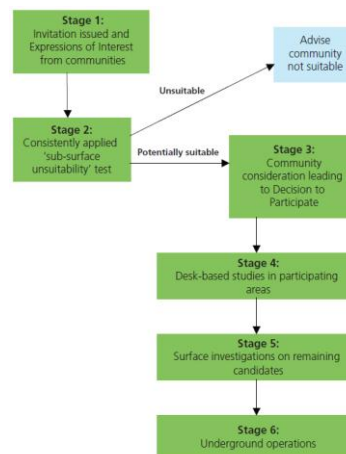 Stage 1:
Invitation issued and
Expressions of Interest
from communities
Advise
community
not suitable
Unsuitable
Stage 2:
Consistently applied
'sub-surface
unsuitability' test
Potentially suitable
Stage 3:
Community
consideration leading
to Decision to
Participate
Stage 4:
Desk-based studies in participating
areas
Stage 5:
Surface investigations on remaining
candidates
Stage 6:
Underground operations